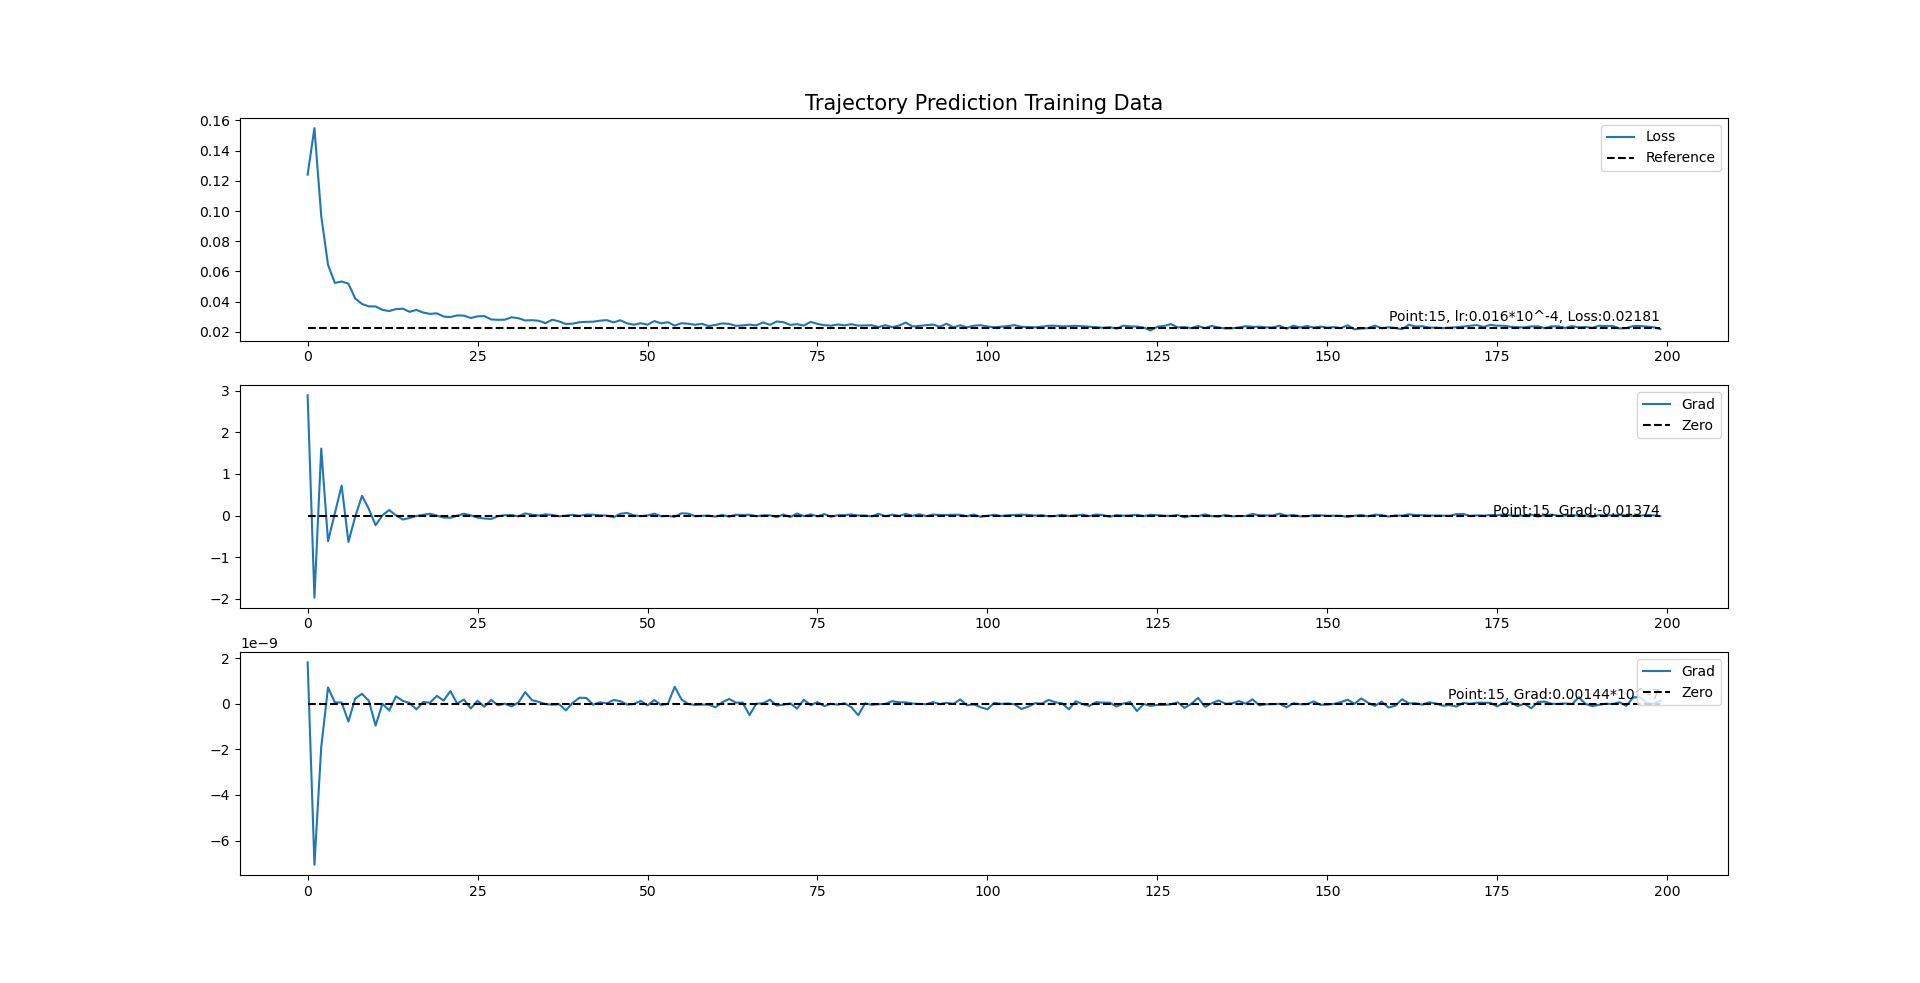 Trajectory Prediction Training Data
0.16
0.14
0.12
0.10
0.08
0.06
0.04
0.02
Loss
Reference
Point:15, lr:0.016*10^-4, Loss:0.02181
0 25 50 75 100 125 150 175 200
3
2
1
0
−1
−2
Grad
Zero
Point:15, Grad:-0.01374
0 25 50 75 100 125 150 175 200
1e−9
2
0
−2
−4
−6
Grad
Zero
Point:15, Grad:0.00144*10
0 25 50 75 100 125 150 175 200